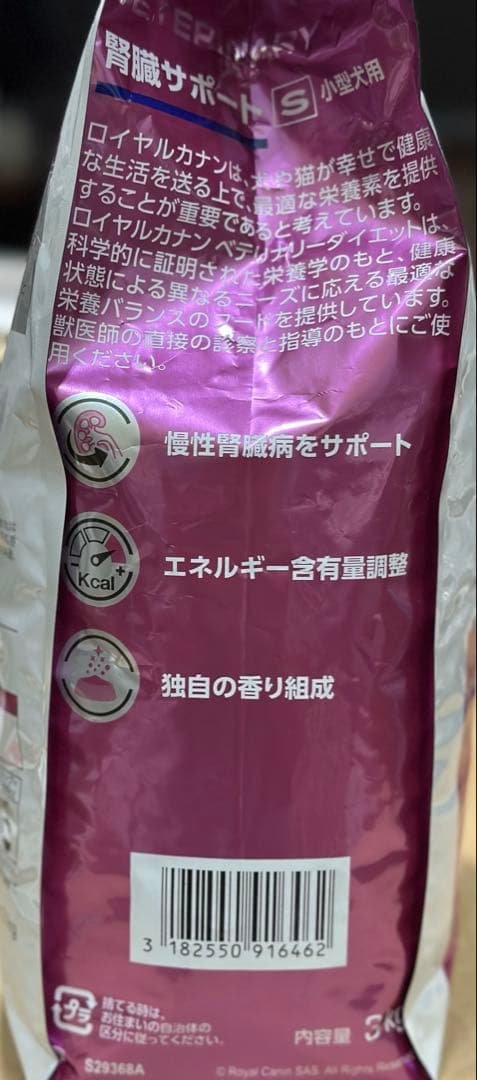 VETERINARY
腎臓サポート S 小型犬用
ロイヤルカナンは、犬や猫が幸せで健康
な生活を送る上で、最適な栄養素を提供
することが重要であると考えています。
ロイヤルカナン ベテリナリーダイエットは、
科学的に証明された栄養学のもと、健康
状態による異なるニーズに応える最適な
栄養バランスのフードを提供しています。
獣医師の直接の診察と指導のもとにご使
用ください。
慢性腎臓病をサポート
Kcal +
エネルギー含有量調整
独自の香り組成
3 182550 916462
プラ
捨てる時は、
お住まいの自治体の
区分に従ってください。
内容量 3kg
S29368A
© Royal Canin SAS. All Rights